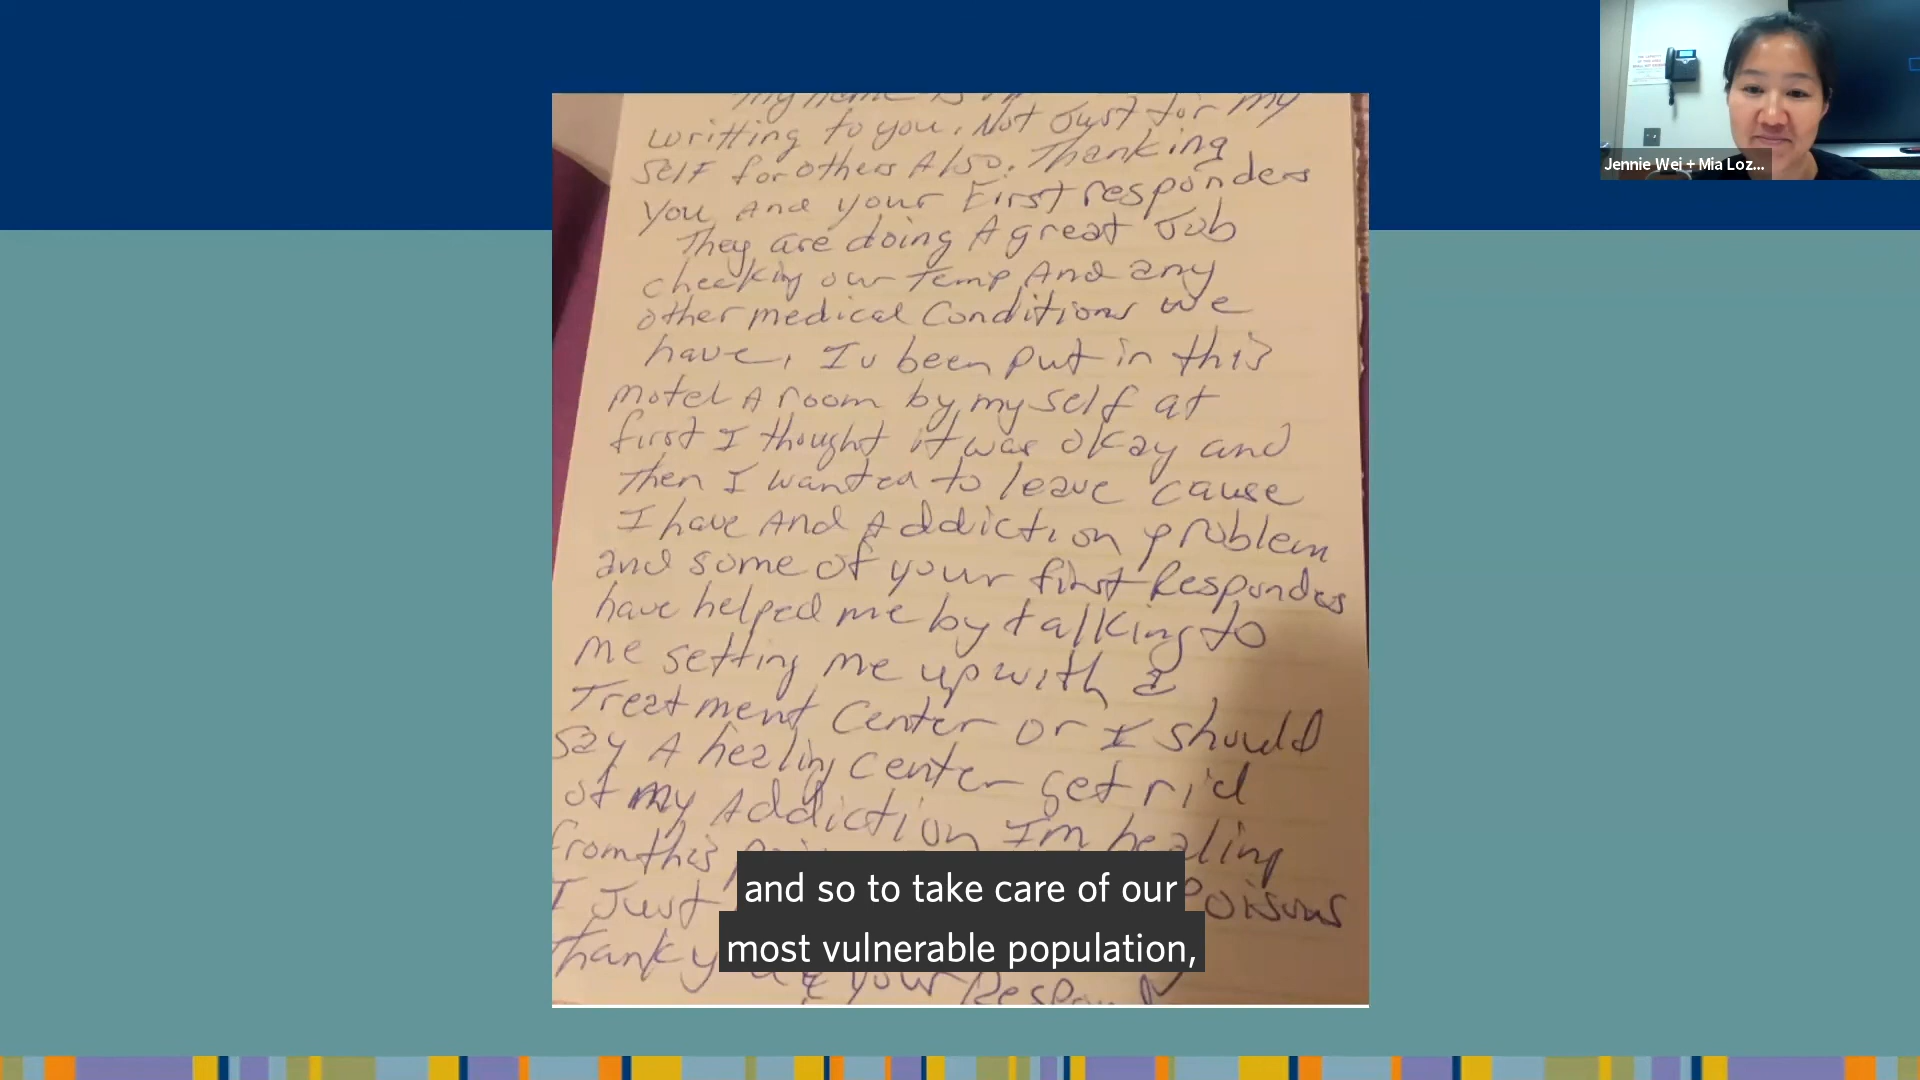 My name is
writting to you. Not Just for my
Self for others Also. Thanking
you And your First responders
They are doing A great Job
checking our Temp And any
other medical Conditions we
have, Iv been put in this
motel A room by myself at
first I thought it was okay and
Then I wanted to leave cause
I have And Addiction problem
and some of your first Responders
have helped me by talking to
me setting me up with a
Treatment Center or I should
say A healing center get rid
of my Addiction Im healing
from this
I Just Poisons
Thank your
and so to take care of our
most vulnerable population,
Jennie Wei + Mia Loz...